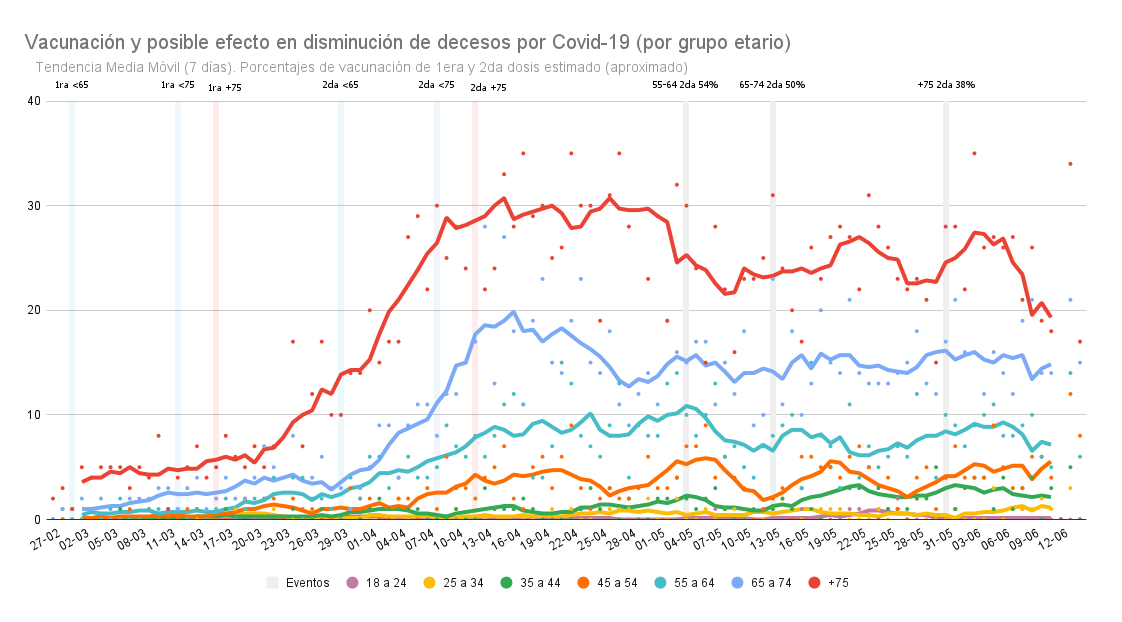 Vacunación y posible efecto en disminución de decesos por Covid-19 (por grupo etario)
Tendencia Media Móvil (7 días). Porcentajes de vacunación de 1era y 2da dosis estimado (aproximado)
1ra <65 1ra <75 1ra +75 2da <65 2da <75 2da +75 55-64 2da 54% 65-74 2da 50% +75 2da 38%
40
30
20
10
0
27-02 02-03 05-03 08-03 11-03 14-03 17-03 20-03 23-03 26-03 29-03 01-04 04-04 07-04 10-04 13-04 16-04 19-04 22-04 25-04 28-04 01-05 04-05 07-05 10-05 13-05 16-05 19-05 22-05 25-05 28-05 31-05 03-06 06-06 09-06 12-06
Eventos 18 a 24 25 a 34 35 a 44 45 a 54 55 a 64 65 a 74 +75